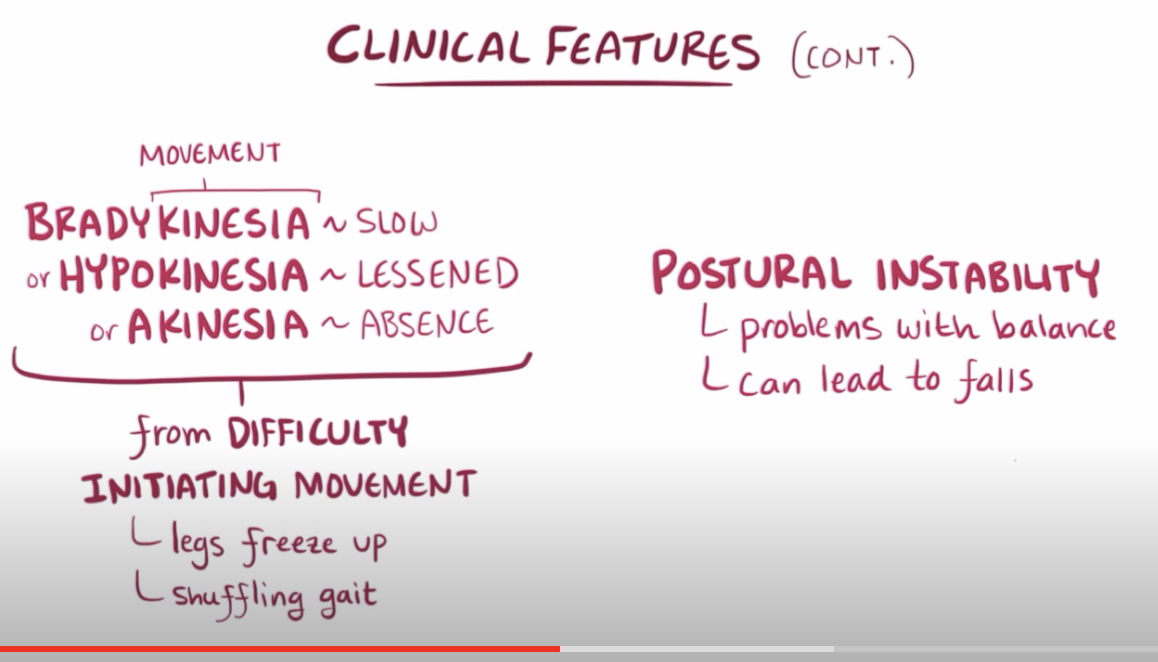 CLINICAL FEATURES (CONT.)
MOVEMENT
BRADYKINESIA ~ SLOW
or HYPOKINESIA ~ LESSENED
or AKINESIA ~ ABSENCE
from DIFFICULTY
INITIATING MOVEMENT
legs freeze up
shuffling gait
POSTURAL INSTABILITY
problems with balance
can lead to falls